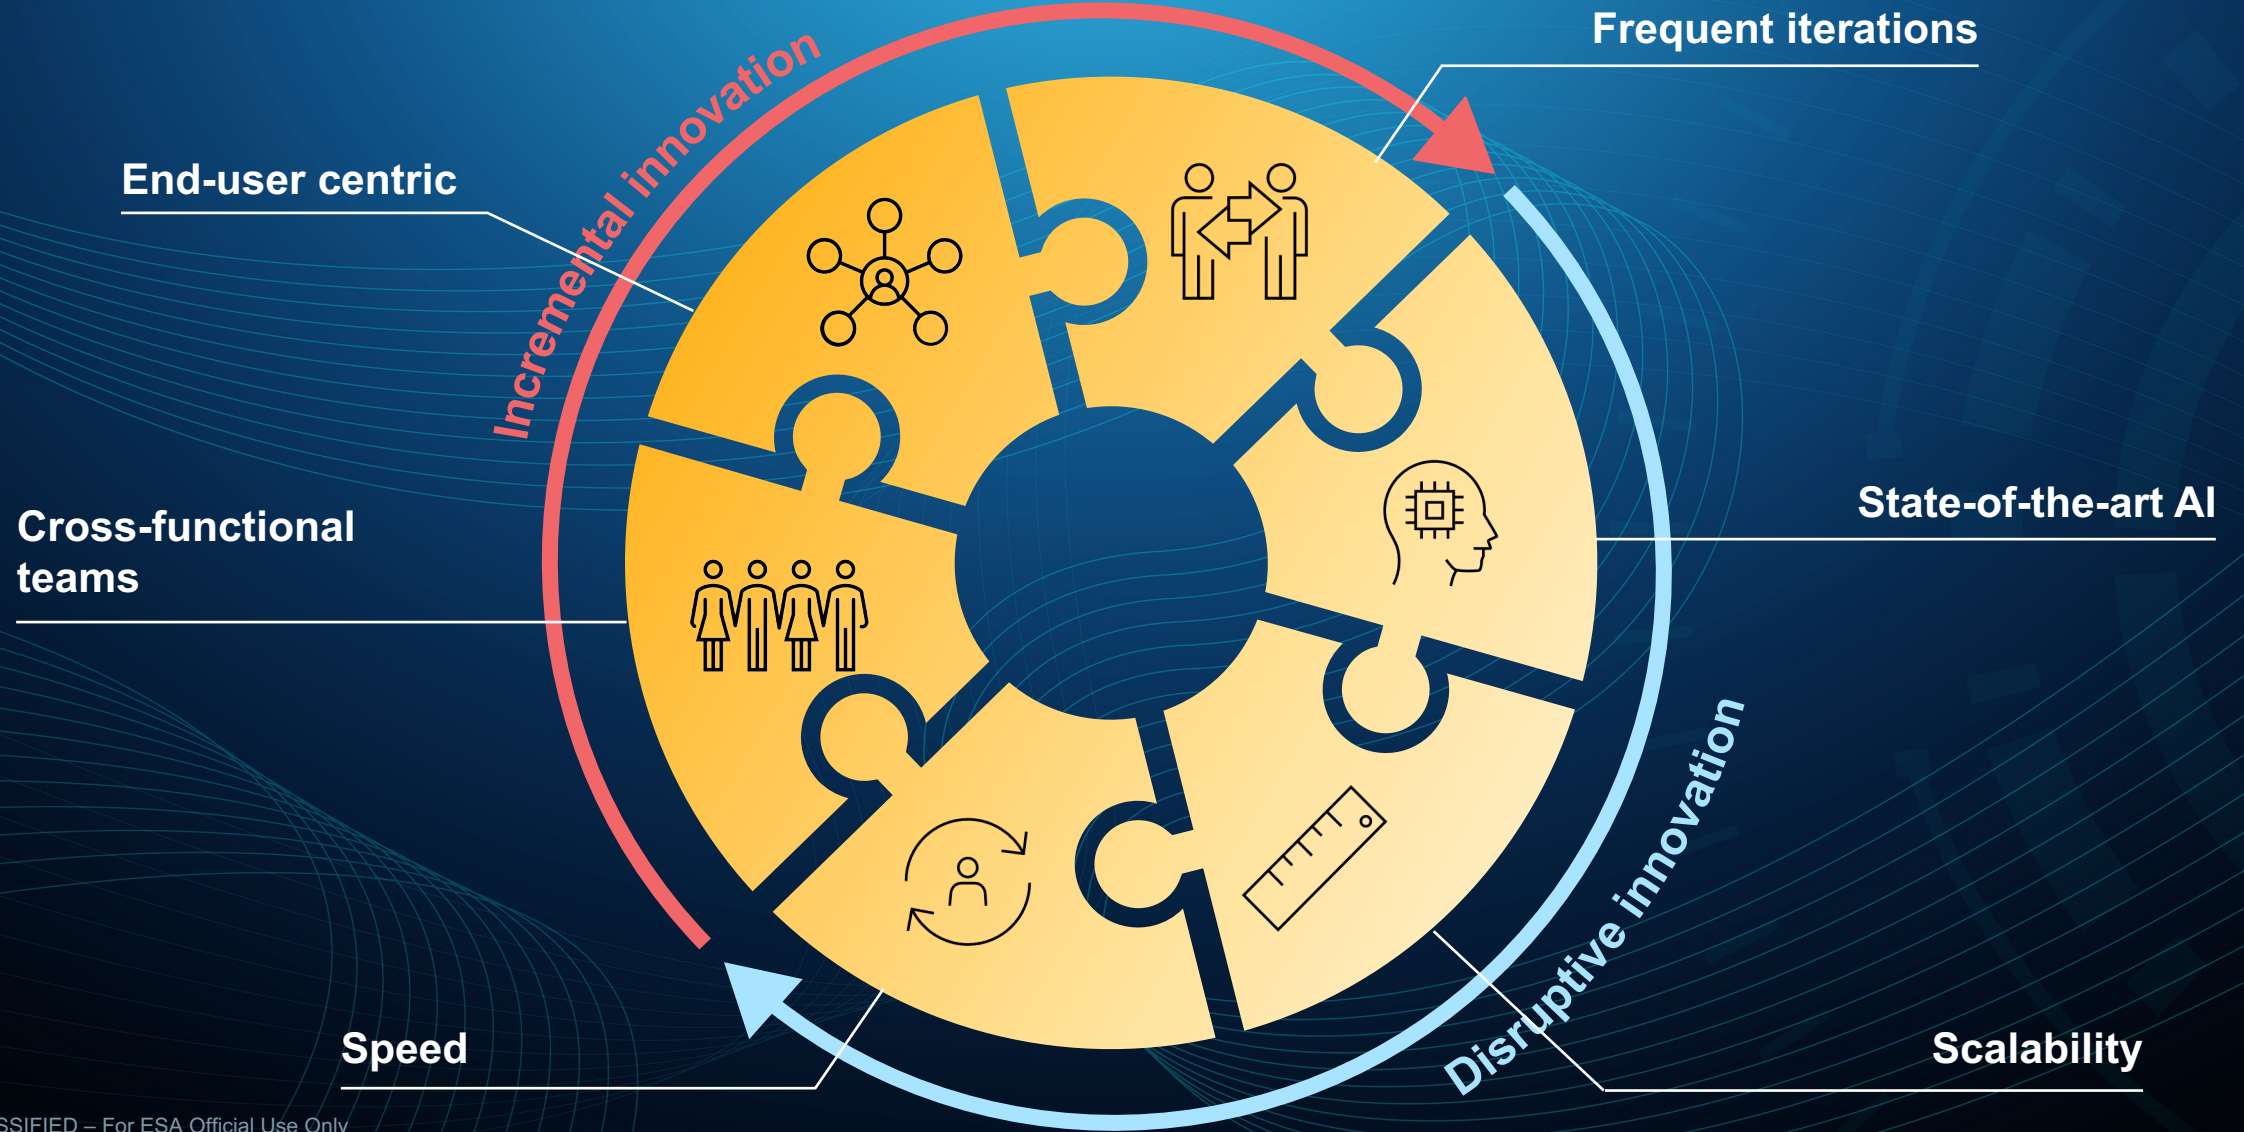 Frequent iterations
Incremental innovation
End-user centric
State-of-the-art AI
Cross-functional
teams
Disruptive innovation
Speed
Scalability
– For ESA Official Use Only